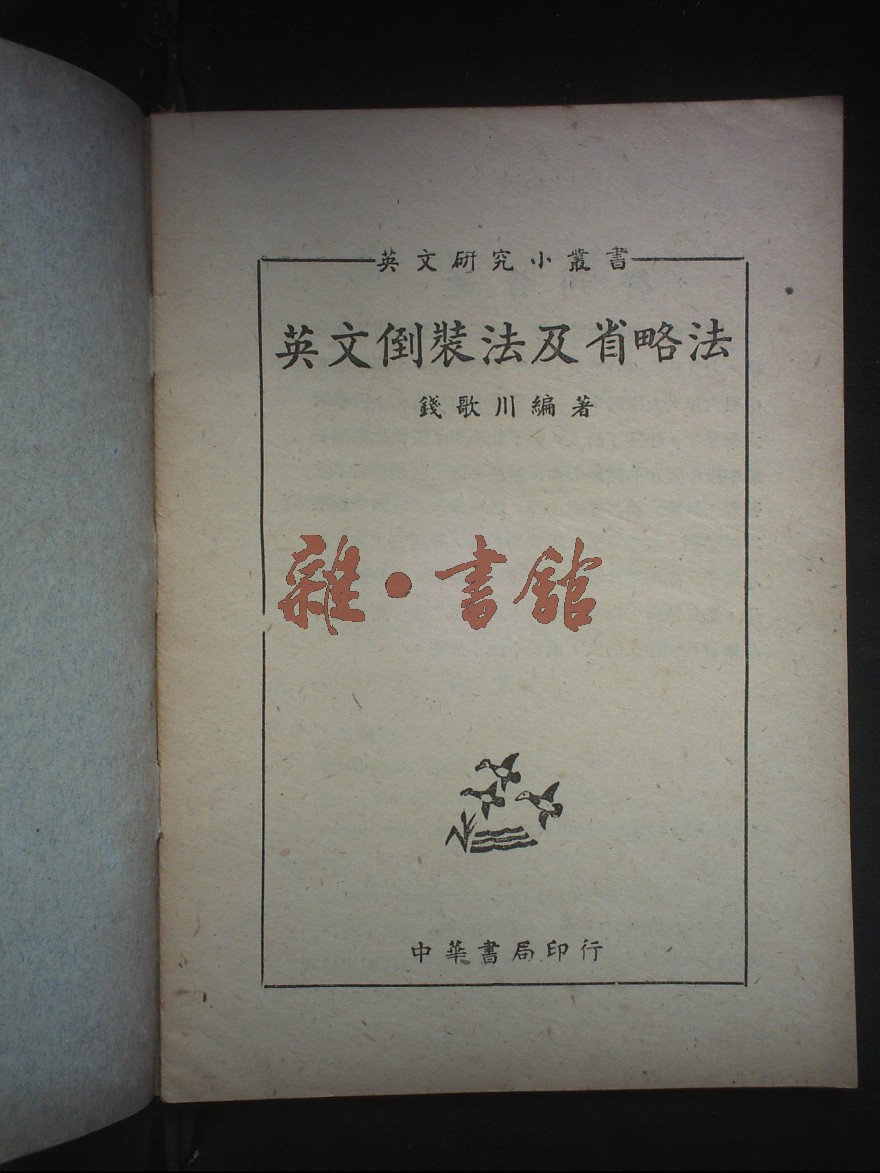 英文研究小叢書
英文倒裝法及省略法
錢歌川編著
雜·書館
中華書局印行